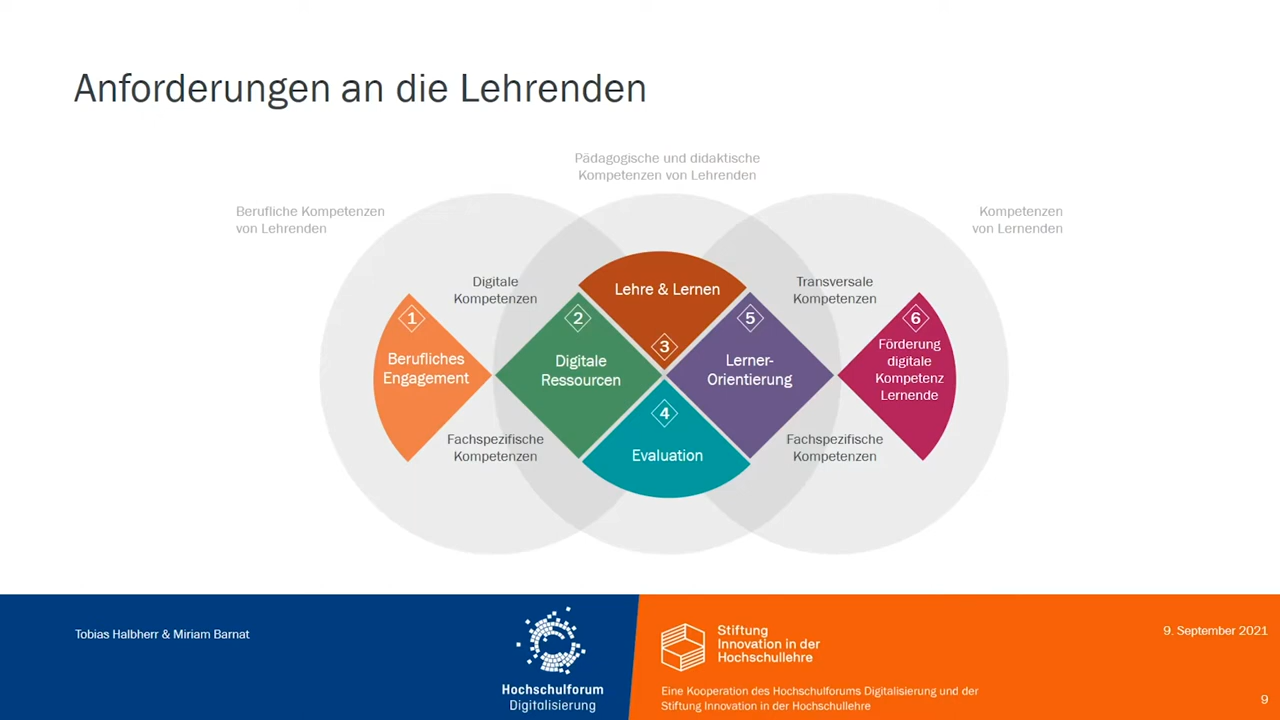 Anforderungen an die Lehrenden
Pädagogische und didaktische
Kompetenzen von Lehrenden
Berufliche Kompetenzen
von Lehrenden
Kompetenzen
von Lernenden
Digitale
Kompetenzen
Lehre & Lernen
Transversale
Kompetenzen
1
Berufliches
Engagement
2
Digitale
Ressourcen
3
5
Lerner-
Orientierung
6
Förderung
digitale
Kompetenz
Lernende
4
Evaluation
Fachspezifische
Kompetenzen
Fachspezifische
Kompetenzen
Tobias Halbherr & Miriam Barnat
Hochschulforum
Digitalisierung
Stiftung
Innovation in der
Hochschullehre
Eine Kooperation des Hochschulforums Digitalisierung und der
Stiftung Innovation in der Hochschullehre
9. September 2021
9